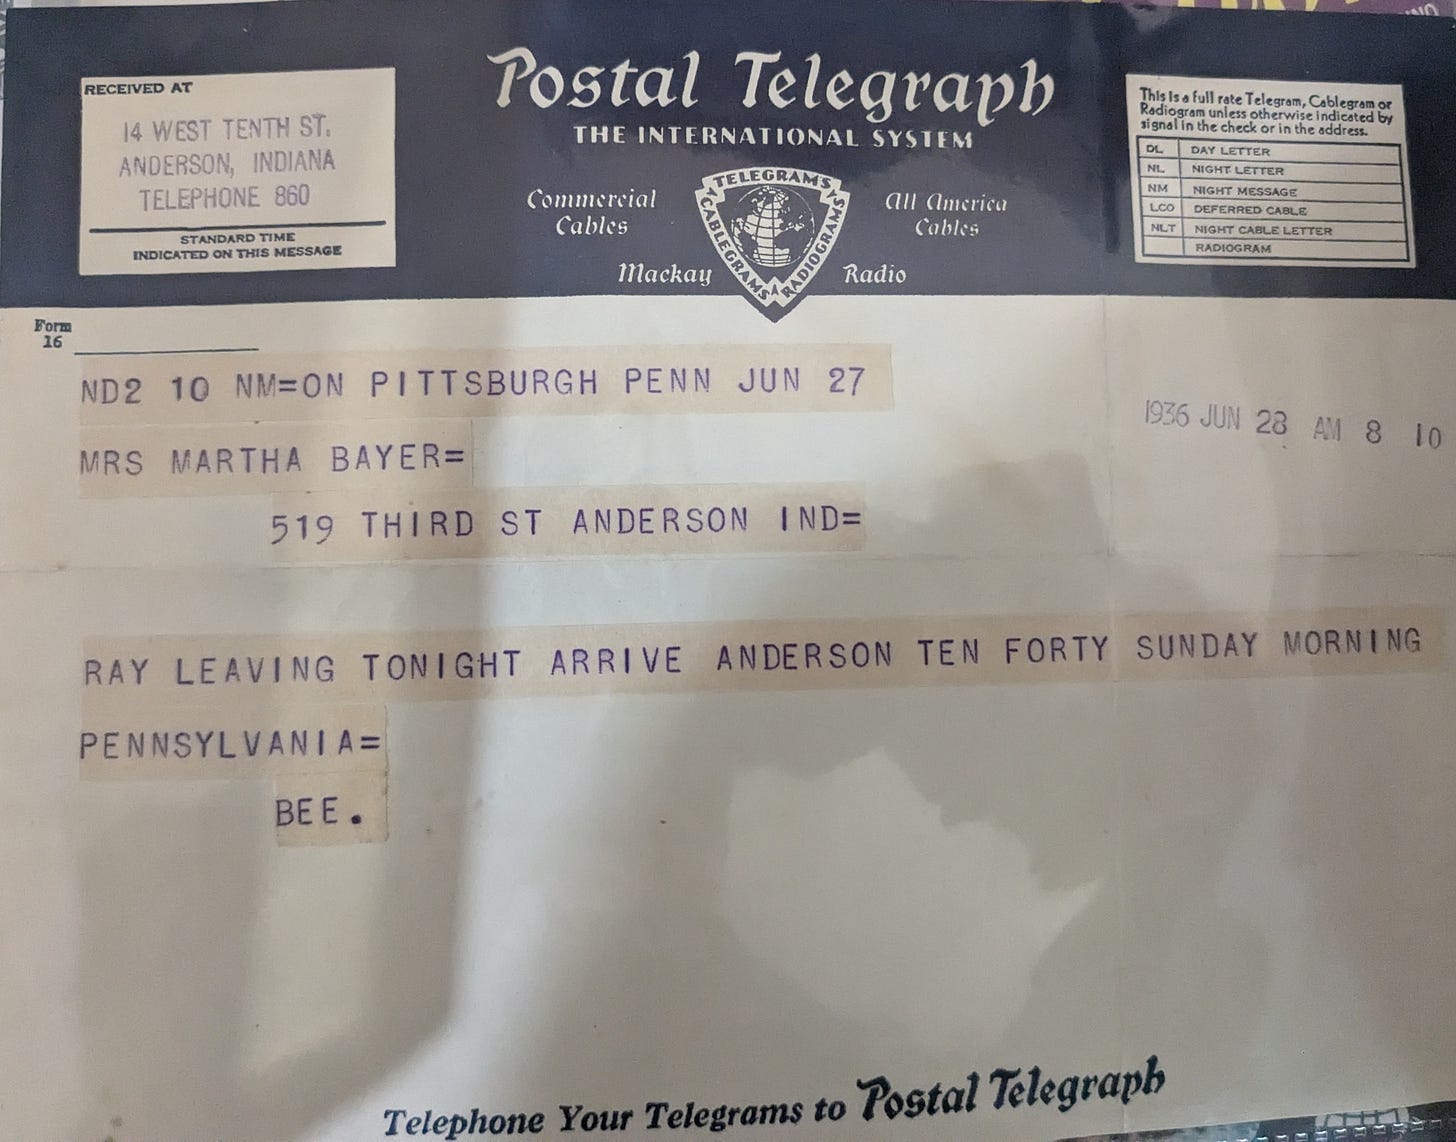 RECEIVED AT
14 WEST TENTH ST.
ANDERSON, INDIANA
TELEPHONE 860
STANDARD TIME
INDICATED ON THIS MESSAGE
Postal Telegraph
THE INTERNATIONAL SYSTEM
Commercial
Cables
All America
Cables
Mackay
Radio
TELEGRAMS
CABLEGRAMS
RADIOGRAMS
This is a full rate Telegram, Cablegram or
Radiogram unless otherwise indicated by
signal in the check or in the address.
DL DAY LETTER
NL NIGHT LETTER
NM NIGHT MESSAGE
LCO DEFERRED CABLE
NLT NIGHT CABLE LETTER
RADIOGRAM
Form
16
ND2 10 NM=ON PITTSBURGH PENN JUN 27
1936 JUN 28 AM 8 10
MRS MARTHA BAYER=
519 THIRD ST ANDERSON IND=
RAY LEAVING TONIGHT ARRIVE ANDERSON TEN FORTY SUNDAY MORNING
PENNSYLVANIA=
BEE.
Telephone Your Telegrams to Postal Telegraph